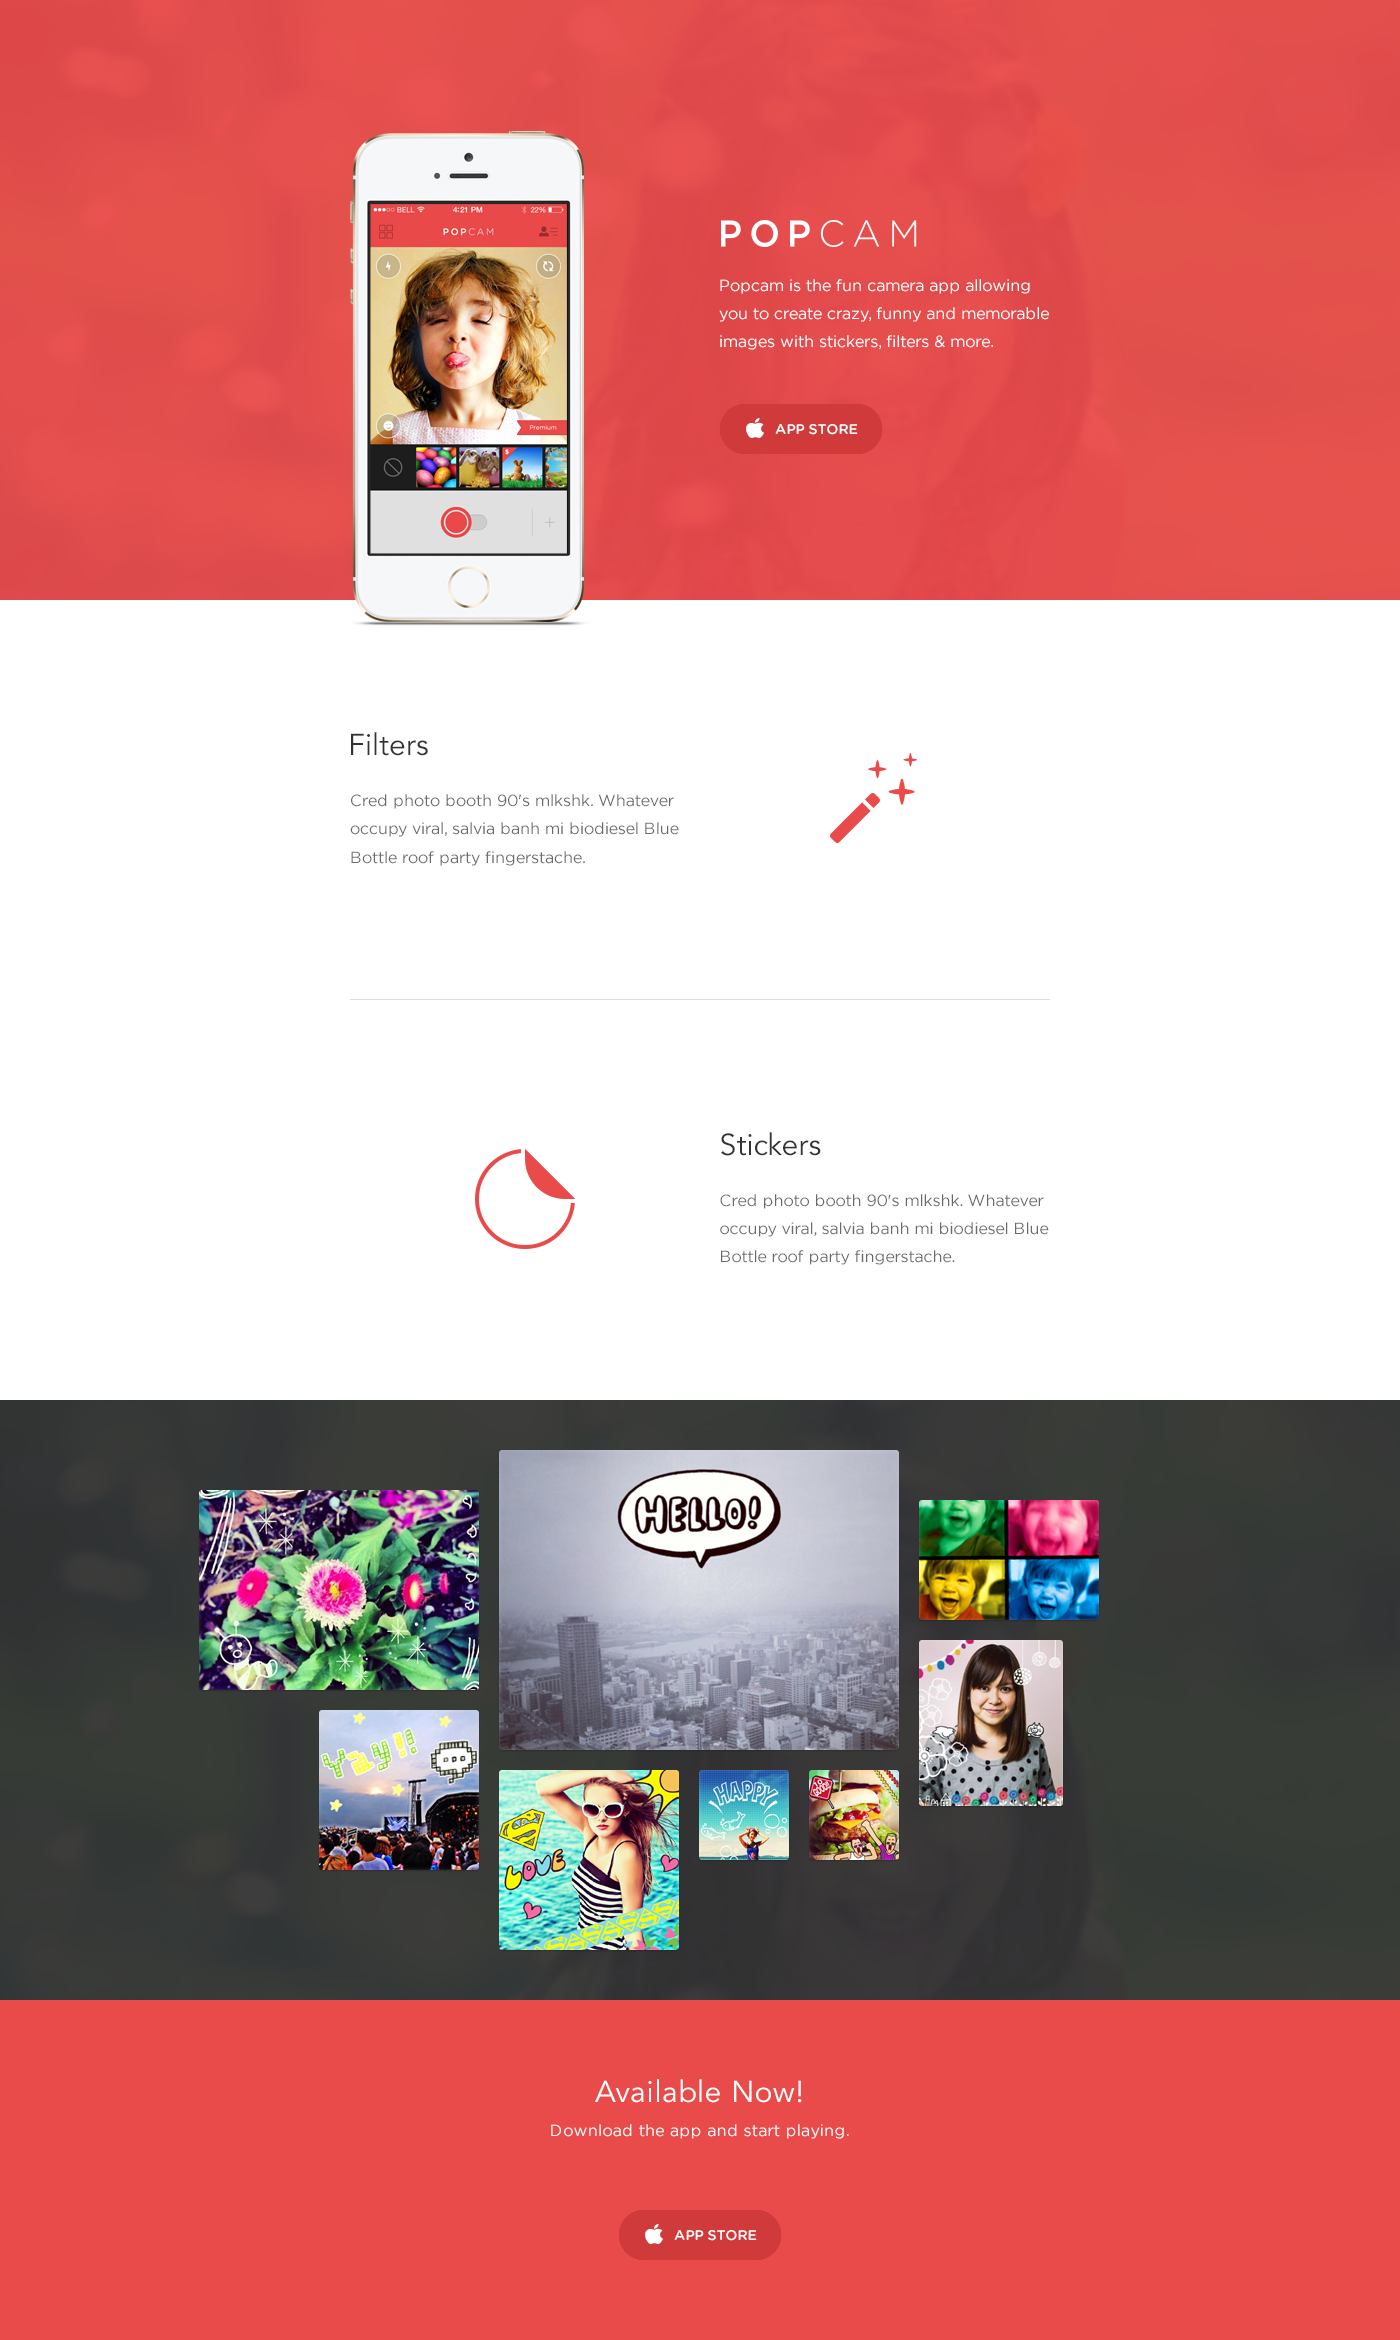 BELL 4:21 PM 22%
POPCAM
Premium
POPCAM
Popcam is the fun camera app allowing
you to create crazy, funny and memorable
images with stickers, filters & more.
APP STORE
Filters
Cred photo booth 90's mlkshk. Whatever
occupy viral, salvia banh mi biodiesel Blue
Bottle roof party fingerstache.
Stickers
Cred photo booth 90's mlkshk. Whatever
occupy viral, salvia banh mi biodiesel Blue
Bottle roof party fingerstache.
HELLO!
Yay!!
LOVE
HAPPY
Available Now!
Download the app and start playing.
APP STORE